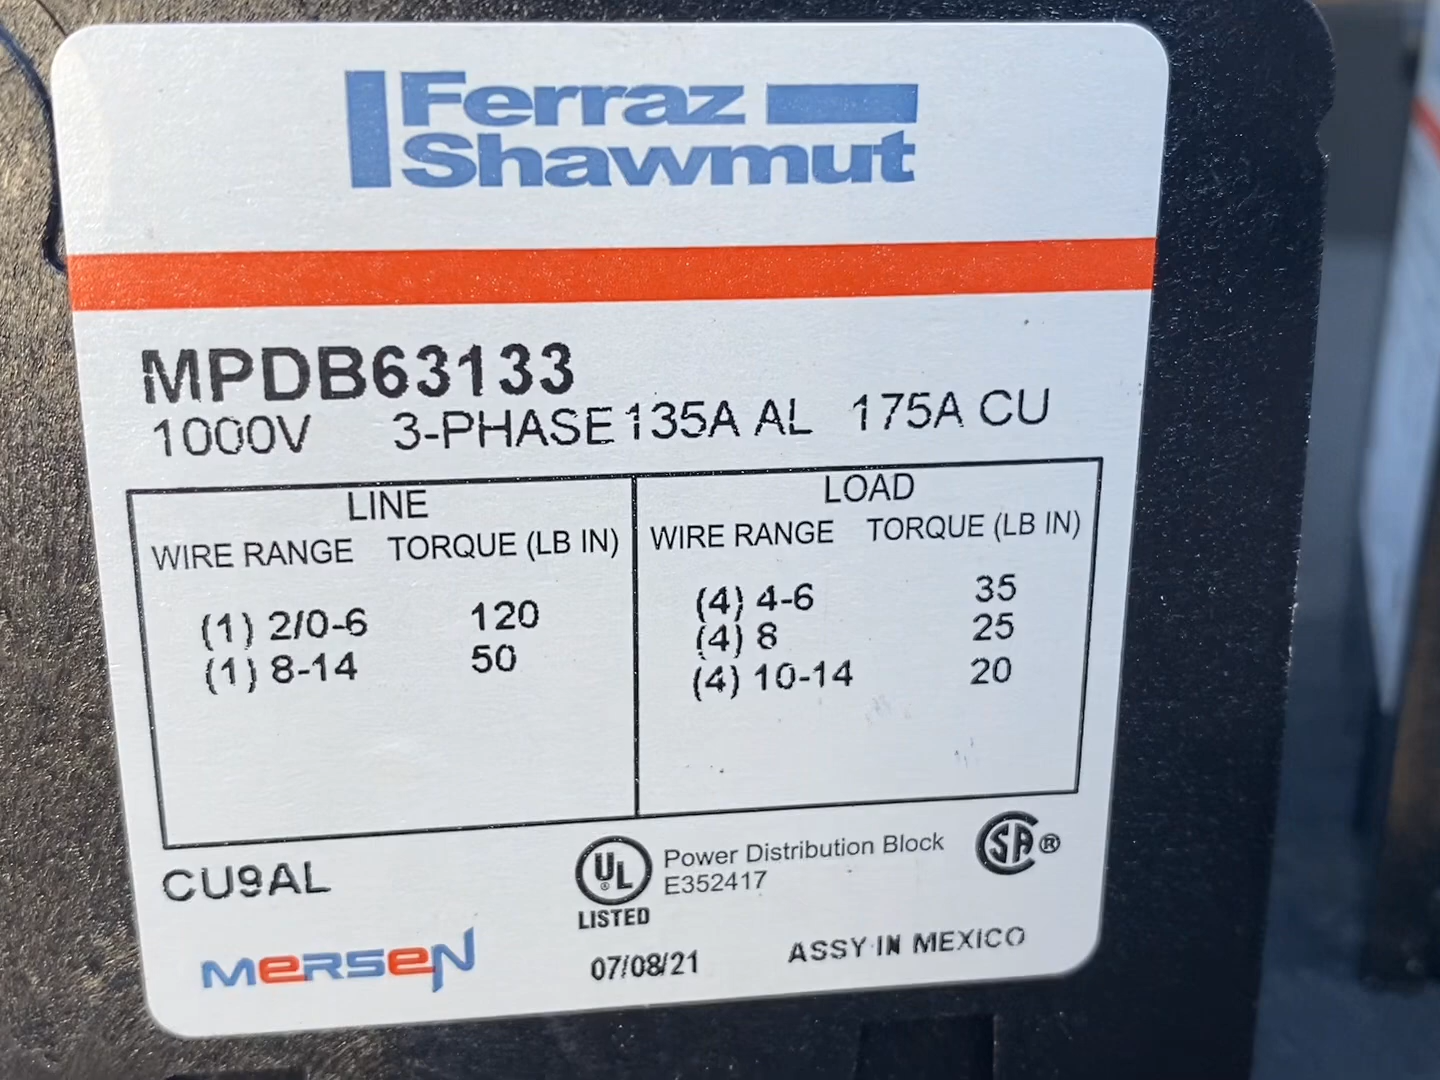 Ferraz
Shawmut
MPDB63133
1000V 3-PHASE 135A AL 175A CU
LINE LOAD
WIRE RANGE TORQUE (LB IN) WIRE RANGE TORQUE (LB IN)
(1) 2/0-6 120 (4) 4-6 35
(1) 8-14 50 (4) 8 25
(4) 10-14 20
CU9AL
UL
®
LISTED
Power Distribution Block
E352417
SA ®
MERSEN
07/08/21
ASSY IN MEXICO